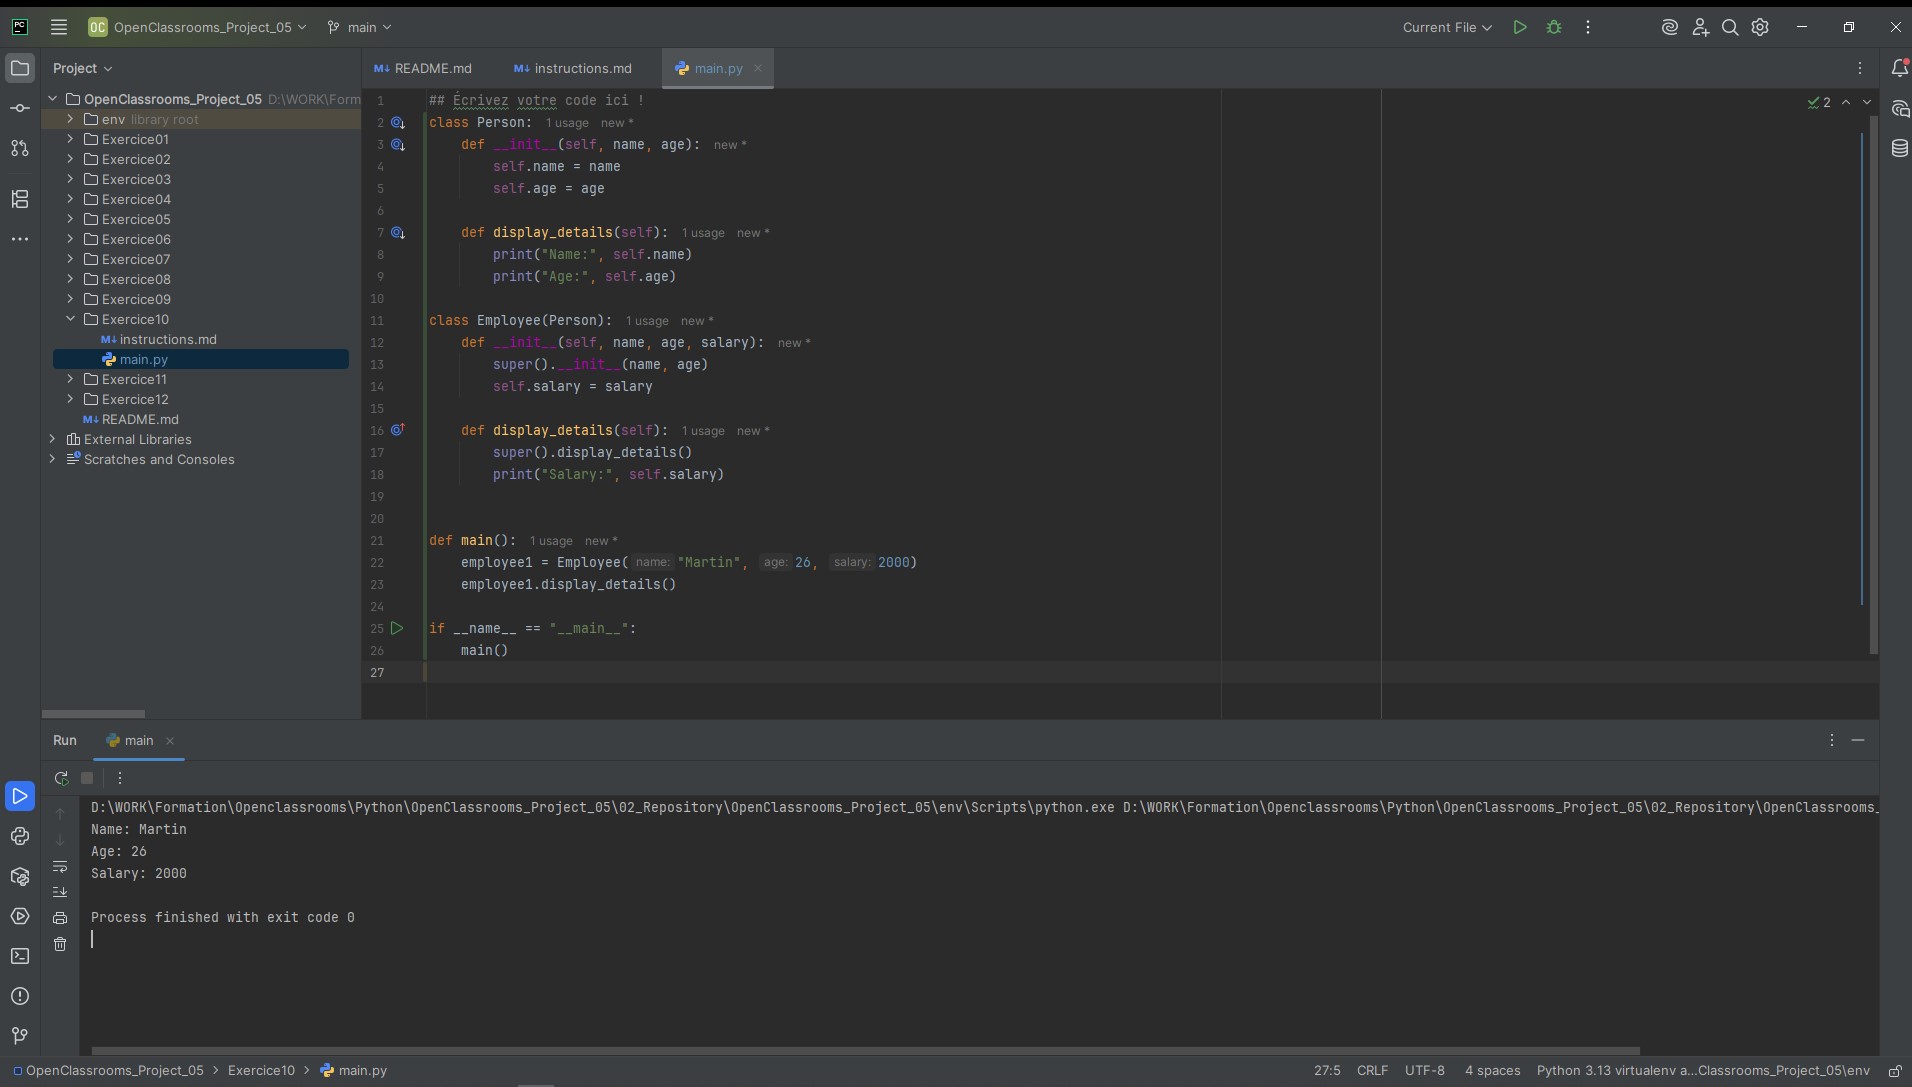 PC OC OpenClassrooms_Project_05 main Current File
Project README.md instructions.md main.py
OpenClassrooms_Project_05 D:\WORK\Form
env library root
Exercice01
Exercice02
Exercice03
Exercice04
Exercice05
Exercice06
Exercice07
Exercice08
Exercice09
Exercice10
instructions.md
main.py
Exercice11
Exercice12
README.md
External Libraries
Scratches and Consoles
2
1 ## Écrivez votre code ici !
2 class Person: 1 usage new *
3 def __init__(self, name, age): new *
4 self.name = name
5 self.age = age
6
7 def display_details(self): 1 usage new *
8 print("Name:", self.name)
9 print("Age:", self.age)
10
11 class Employee(Person): 1 usage new *
12 def __init__(self, name, age, salary): new *
13 super().__init__(name, age)
14 self.salary = salary
15
16 def display_details(self): 1 usage new *
17 super().display_details()
18 print("Salary:", self.salary)
19
20
21 def main(): 1 usage new *
22 employee1 = Employee( name: "Martin", age: 26, salary: 2000)
23 employee1.display_details()
24
25 if __name__ == "__main__":
26 main()
27
Run main
D:\WORK\Formation\Openclassrooms\Python\OpenClassrooms_Project_05\02_Repository\OpenClassrooms_Project_05\env\Scripts\python.exe D:\WORK\Formation\Openclassrooms\Python\OpenClassrooms_Project_05\02_Repository\OpenClassrooms_
Name: Martin
Age: 26
Salary: 2000
Process finished with exit code 0
OpenClassrooms_Project_05 > Exercice10 > main.py 27:5 CRLF UTF-8 4 spaces Python 3.13 virtualenv a...Classrooms_Project_05\env